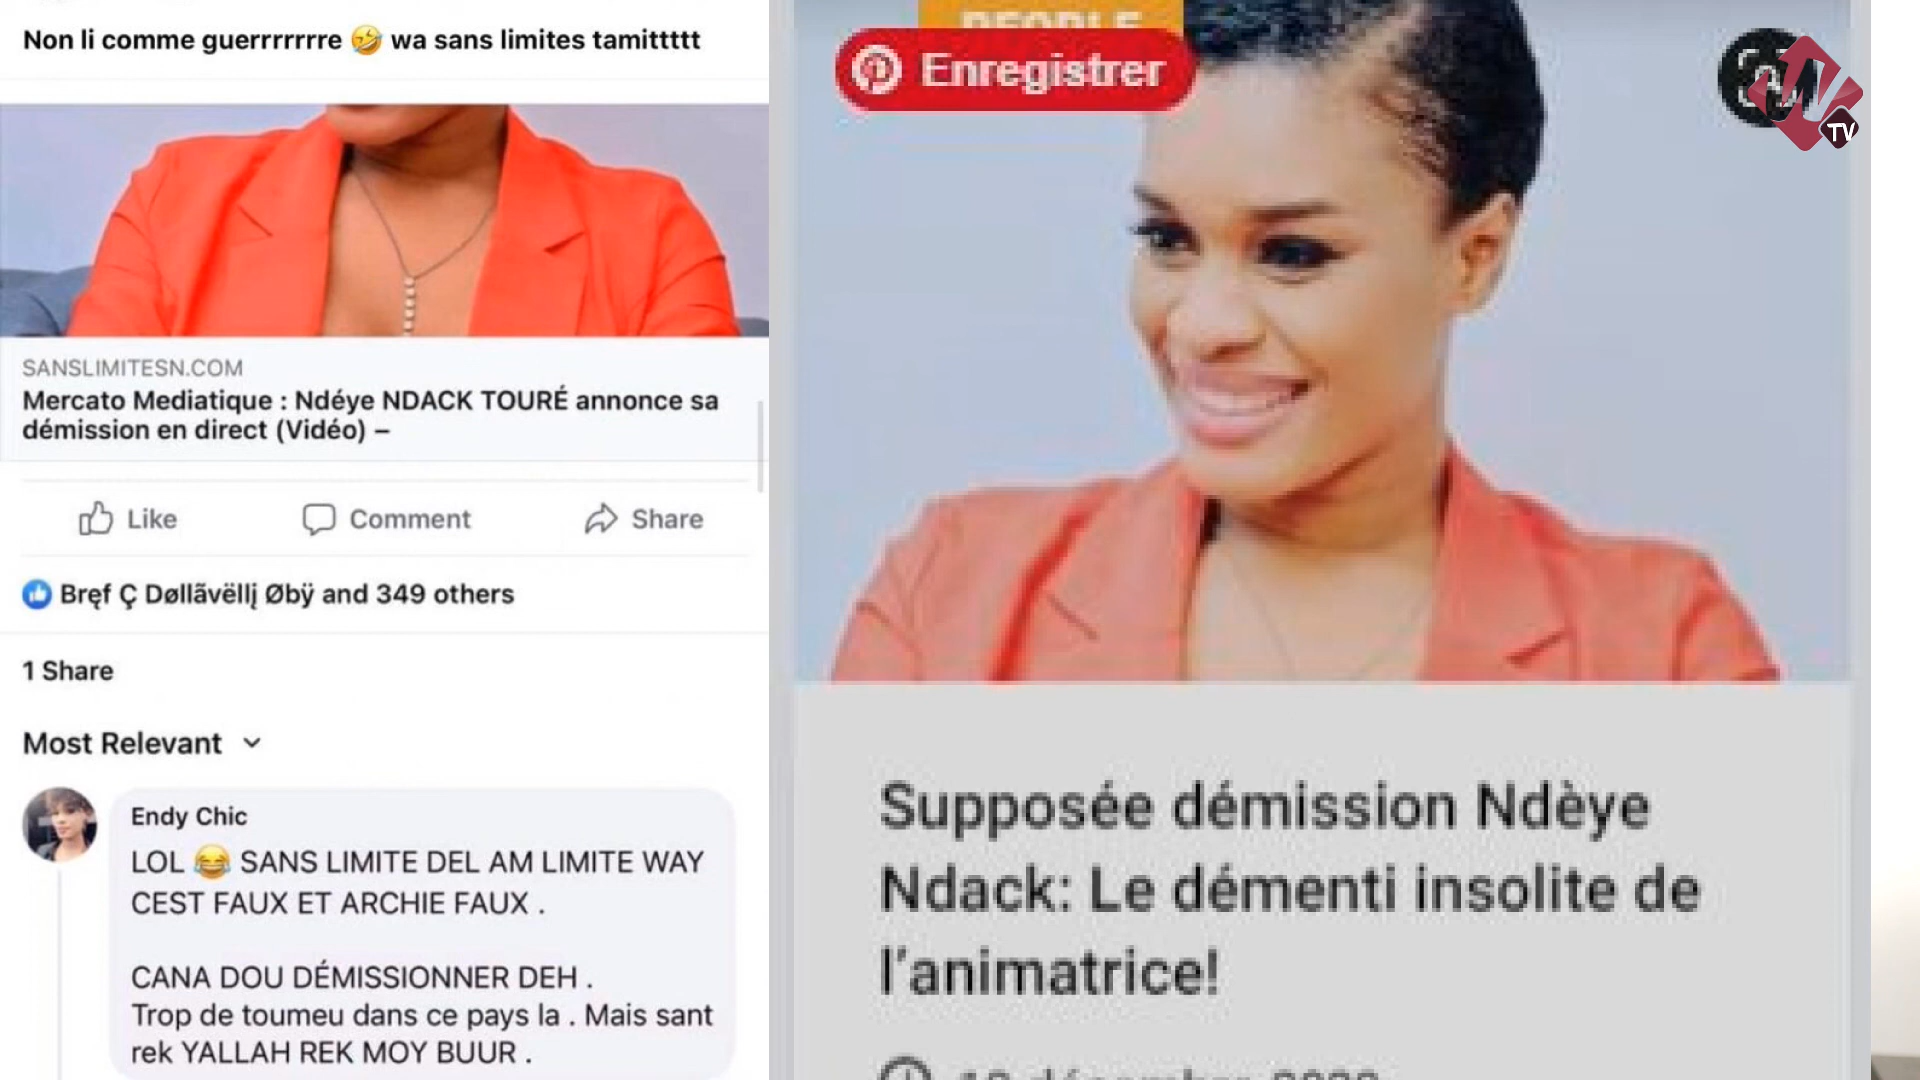 Non li comme guerrrrrrre 🤣 wa sans limites tamittttt
SANSLIMITESN.COM
Mercato Mediatique : Ndéye NDACK TOURÉ annonce sa
démission en direct (Vidéo) –
Like
Comment
Share
Bręf Ç Døllãvëllį Øbÿ and 349 others
1 Share
Most Relevant
Endy Chic
LOL 😂 SANS LIMITE DEL AM LIMITE WAY
CEST FAUX ET ARCHIE FAUX .
CANA DOU DÉMISSIONNER DEH .
Trop de toumeu dans ce pays la . Mais sant
rek YALLAH REK MOY BUUR .
PEOPLE
Enregistrer
TV
Supposée démission Ndèye
Ndack: Le démenti insolite de
l'animatrice!